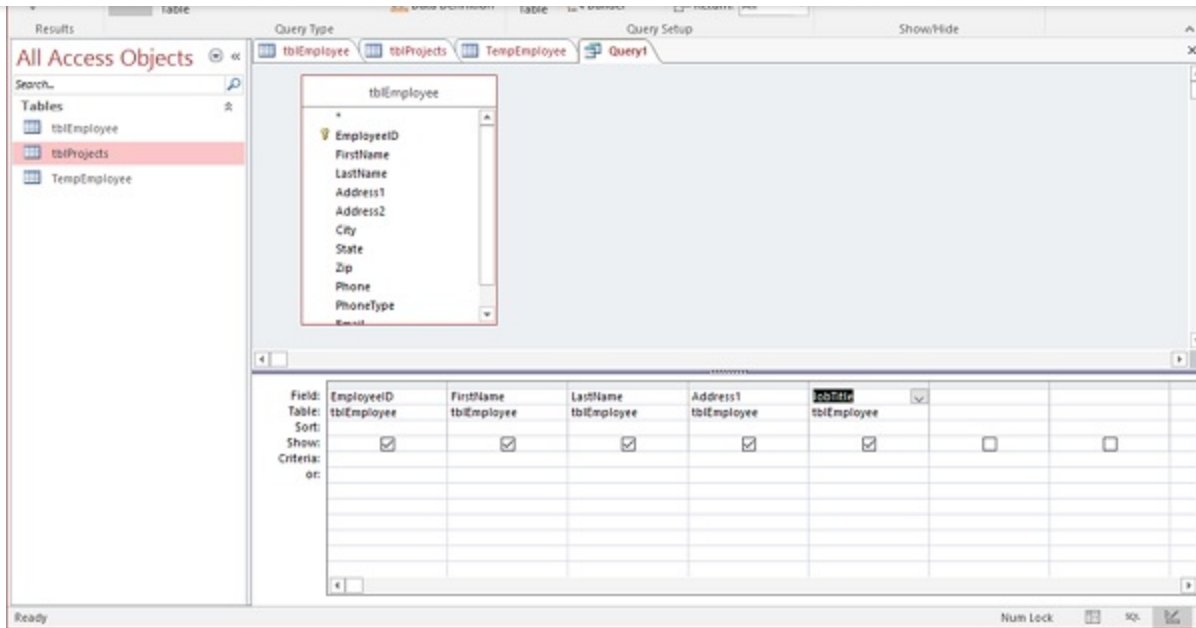 Table
Results
Query Type
Query Setup
Show/Hide
All Access Objects
Search...
Tables
tblEmployee
tblProjects
TempEmployee
tblEmployee
tblProjects
TempEmployee
Query1
tblEmployee
*
EmployeeID
FirstName
LastName
Address1
Address2
City
State
Zip
Phone
PhoneType
Field: EmployeeID FirstName LastName Address1 JobTitle
Table: tblEmployee tblEmployee tblEmployee tblEmployee tblEmployee
Sort:
Show:
Criteria:
or:
Ready
Num Lock
SQL